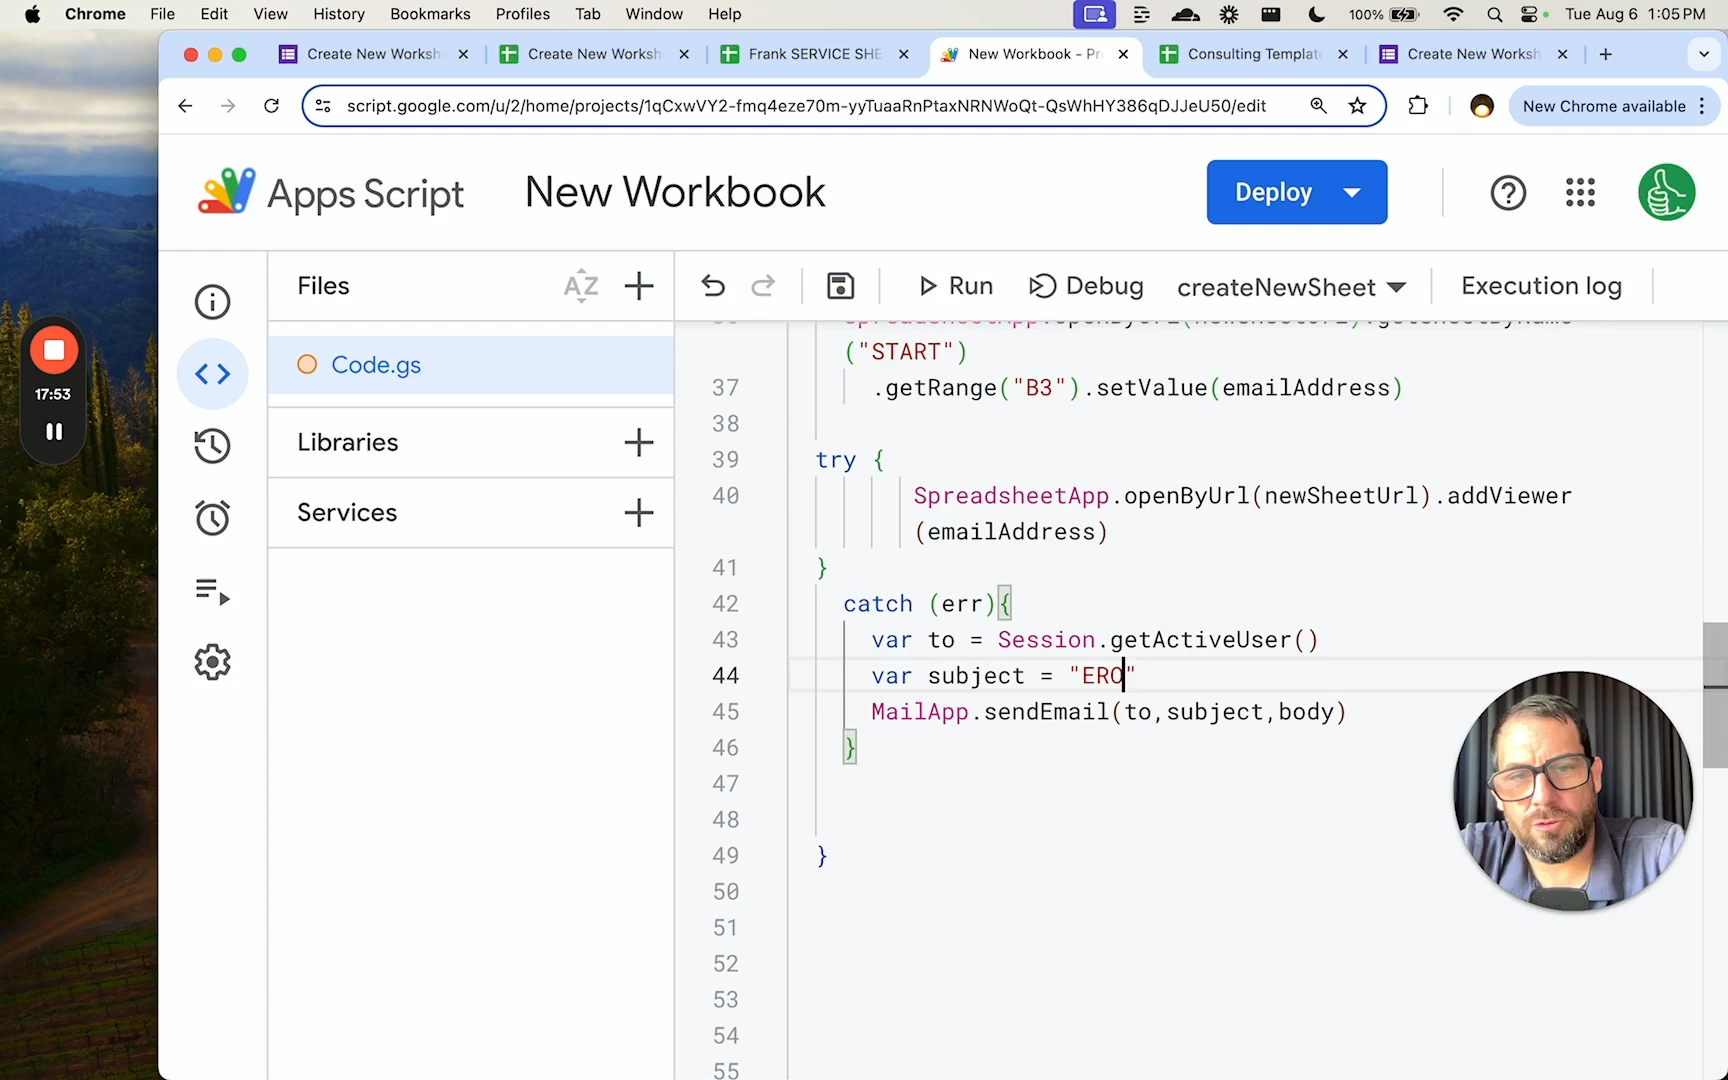 Chrome File Edit View History Bookmarks Profiles Tab Window Help 100% Tue Aug 6 1:05 PM
Create New Worksh Create New Worksh Frank SERVICE SHE New Workbook - Pr Consulting Template Create New Worksh
script.google.com/u/2/home/projects/1qCxwVY2-fmq4eze70m-yyTuaaRnPtaxNRNWoQt-QsWhHY386qDJJeU50/edit New Chrome available
Apps Script New Workbook Deploy
Files AZ Run Debug createNewSheet Execution log
Code.gs
Libraries
Services
17:53
("START")
37 .getRange("B3").setValue(emailAddress)
38
39 try {
40 SpreadsheetApp.openByUrl(newSheetUrl).addViewer
(emailAddress)
41 }
42 catch (err){
43 var to = Session.getActiveUser()
44 var subject = "ERO"
45 MailApp.sendEmail(to,subject,body)
46 }
47
48
49 }
50
51
52
53
54
55